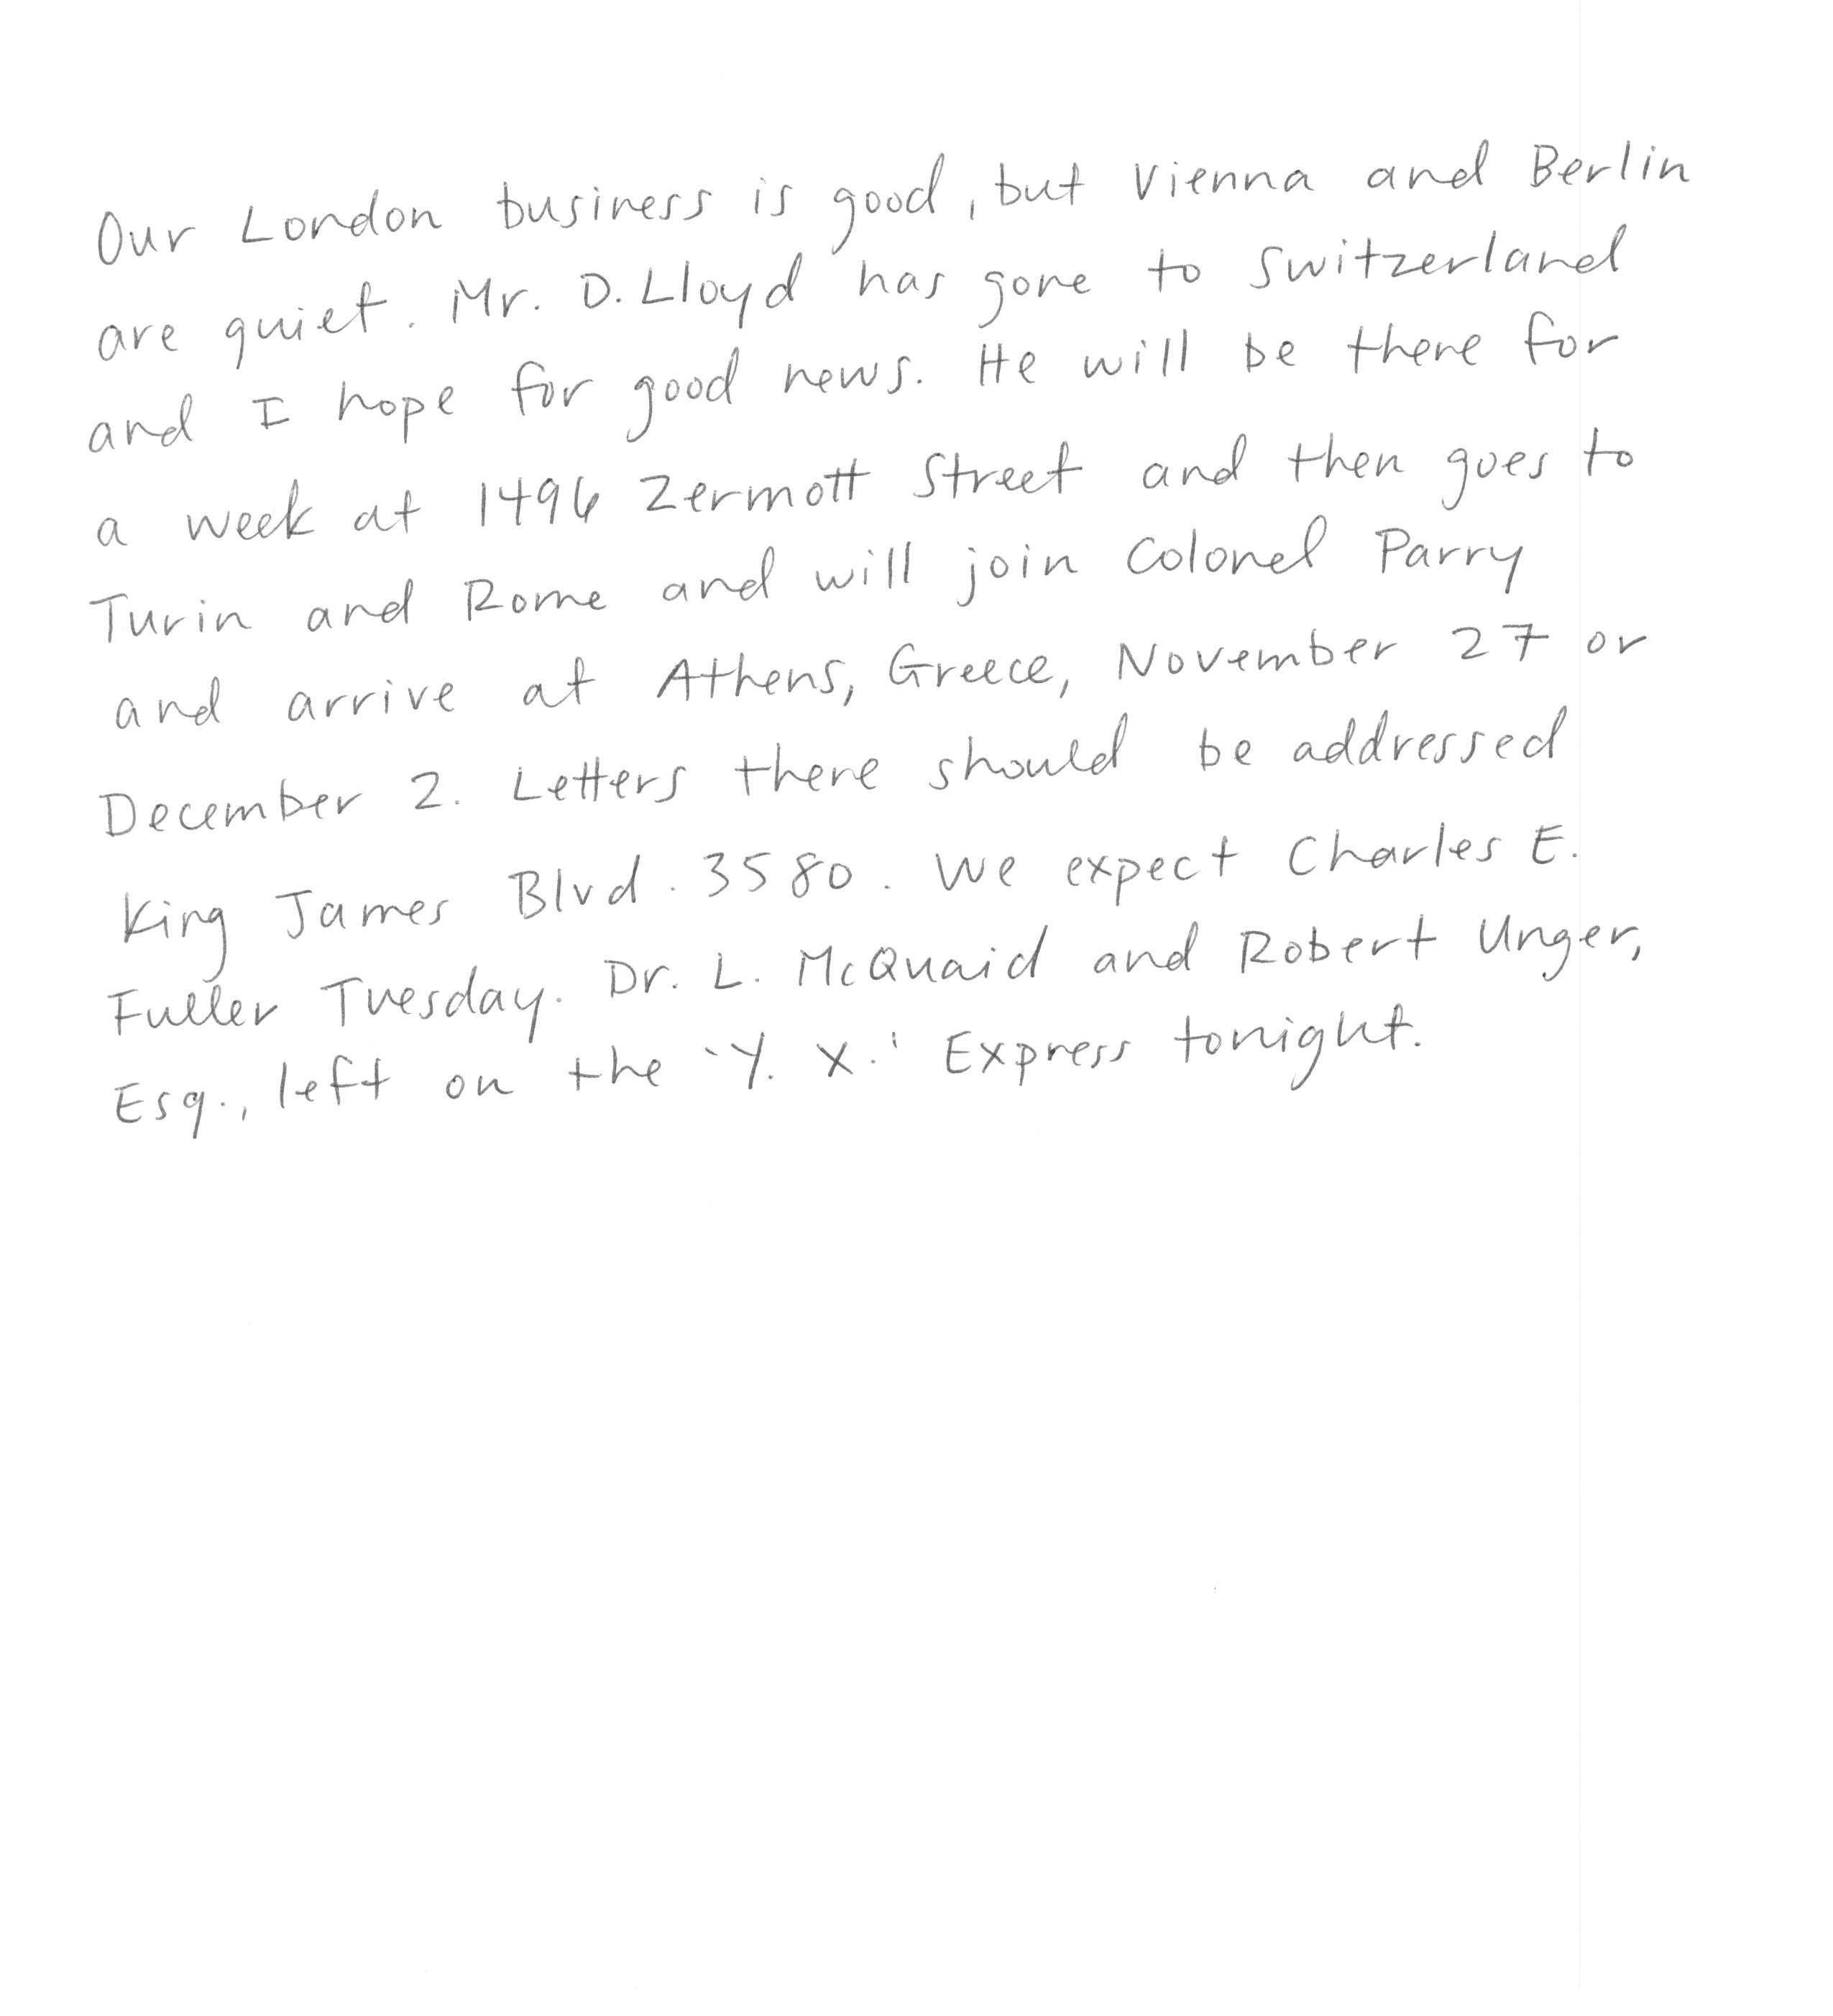 Our London business is good, but Vienna and Berlin
are quiet. Mr. D. Lloyd has gone to Switzerland
and I hope for good news. He will be there for
a week at 1496 Zermott Street and then goes to
Turin and Rome and will join Colonel Parry
and arrive at Athens, Greece, November 27 or
December 2. Letters there should be addressed
King James Blvd. 3580. We expect Charles E.
Fuller Tuesday. Dr. L. McQuaid and Robert Unger,
Esq., left on the 'Y. X.' Express tonight.